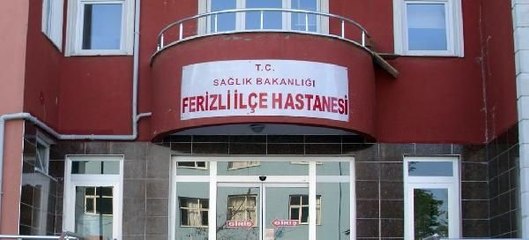 T.C.
SAĞLIK BAKANLIĞI
FERİZLİ İLÇE HASTANESİ
GİRİŞ GİRİŞ